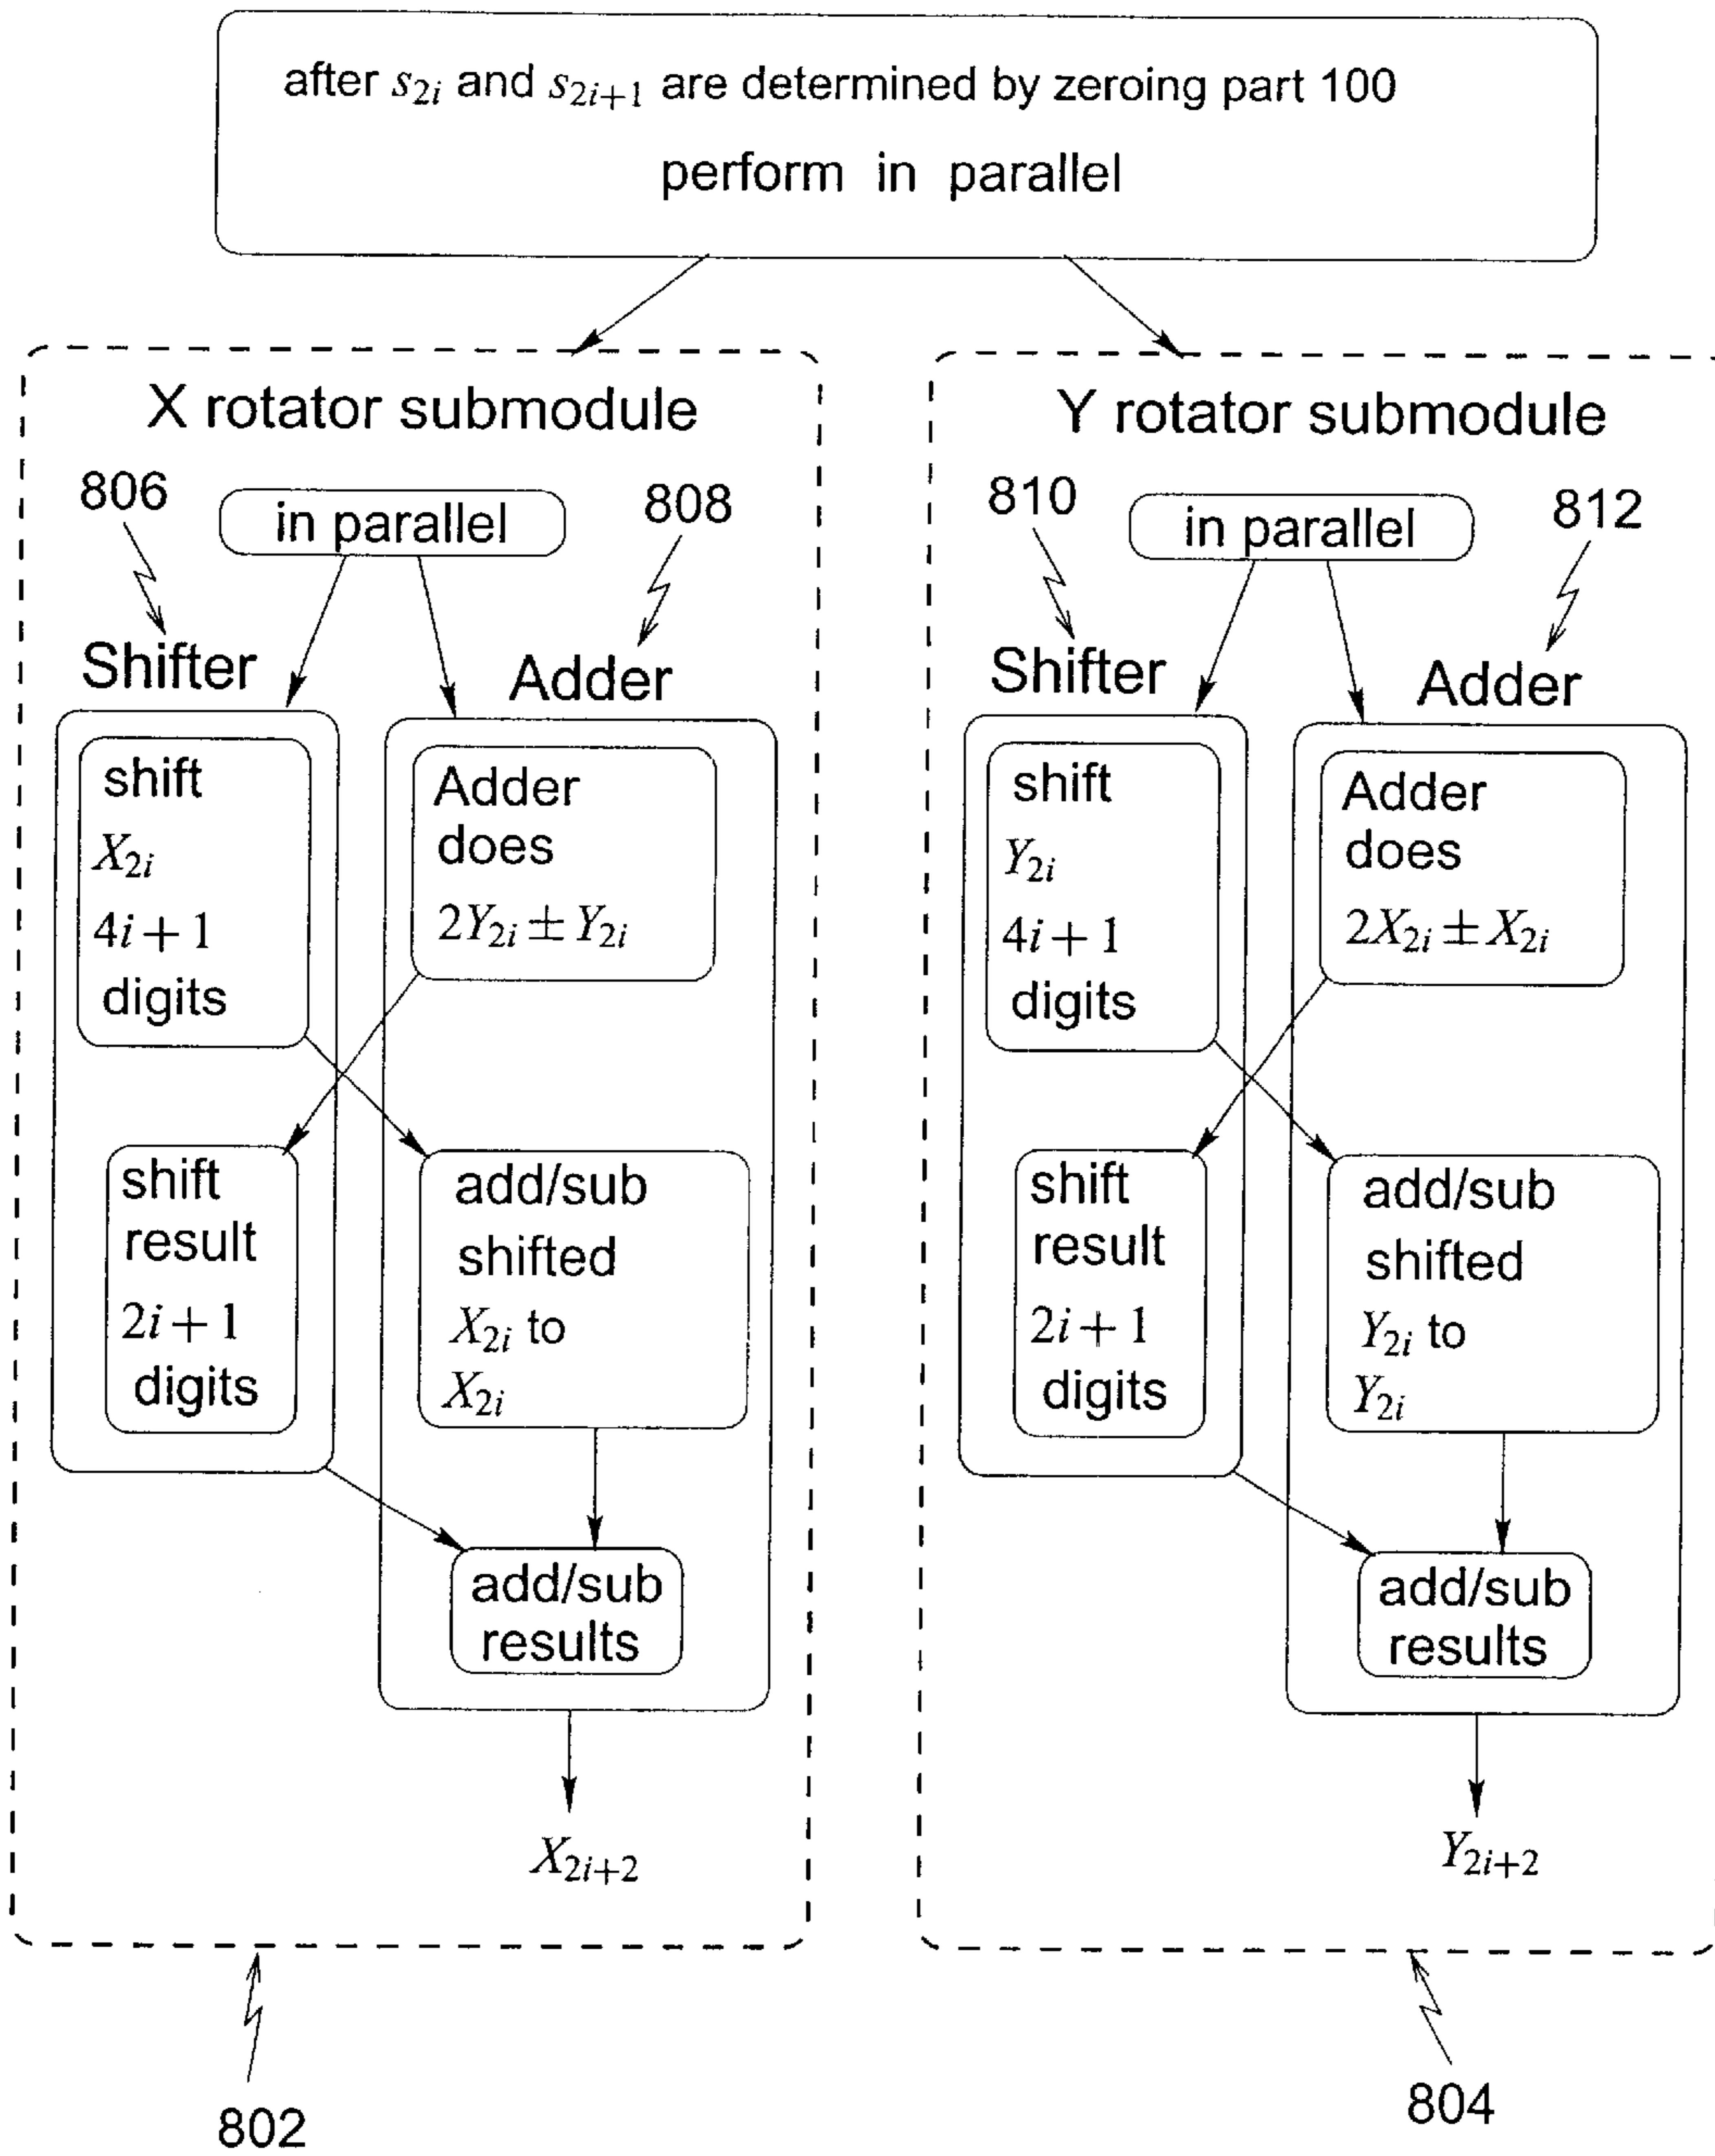 after s₂ᵢ and s₂ᵢ₊₁ are determined by zeroing part 100
perform in parallel
X rotator submodule
806
in parallel
808
Shifter
Adder
shift
X₂ᵢ
4i + 1
digits
Adder
does
2Y₂ᵢ ± Y₂ᵢ
shift
result
2i + 1
digits
add/sub
shifted
X₂ᵢ to
X₂ᵢ
add/sub
results
X₂ᵢ₊₂
802
Y rotator submodule
810
in parallel
812
Shifter
Adder
shift
Y₂ᵢ
4i + 1
digits
Adder
does
2X₂ᵢ ± X₂ᵢ
shift
result
2i + 1
digits
add/sub
shifted
Y₂ᵢ to
Y₂ᵢ
add/sub
results
Y₂ᵢ₊₂
804